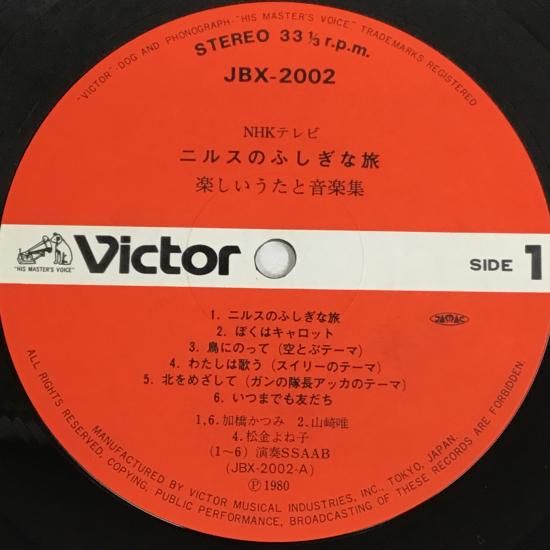 "VICTOR"-DOG AND PHONOGRAPH-"HIS MASTER'S VOICE" TRADEMARKS REGISTERED
STEREO 33 1/3 r.p.m.
JBX-2002
NHKテレビ
ニルスのふしぎな旅
楽しいうたと音楽集
"HIS MASTER'S VOICE"
Victor
SIDE 1
1. ニルスのふしぎな旅
2. ぼくはキャロット
3. 鳥にのって (空とぶテーマ)
JASRAC
4. わたしは歌う (スイリーのテーマ)
5. 北をめざして (ガンの隊長アッカのテーマ)
6. いつまでも友だち
1,6. 加橋かつみ 2. 山崎唯
4. 松金よね子
(1~6) 演奏SSAAB
(JBX-2002-A)
Ⓟ1980
MANUFACTURED BY VICTOR MUSICAL INDUSTRIES, INC., TOKYO, JAPAN.
ALL RIGHTS RESERVED, COPYING, PUBLIC PERFORMANCE, BROADCASTING OF THESE RECORDS ARE FORBIDDEN.